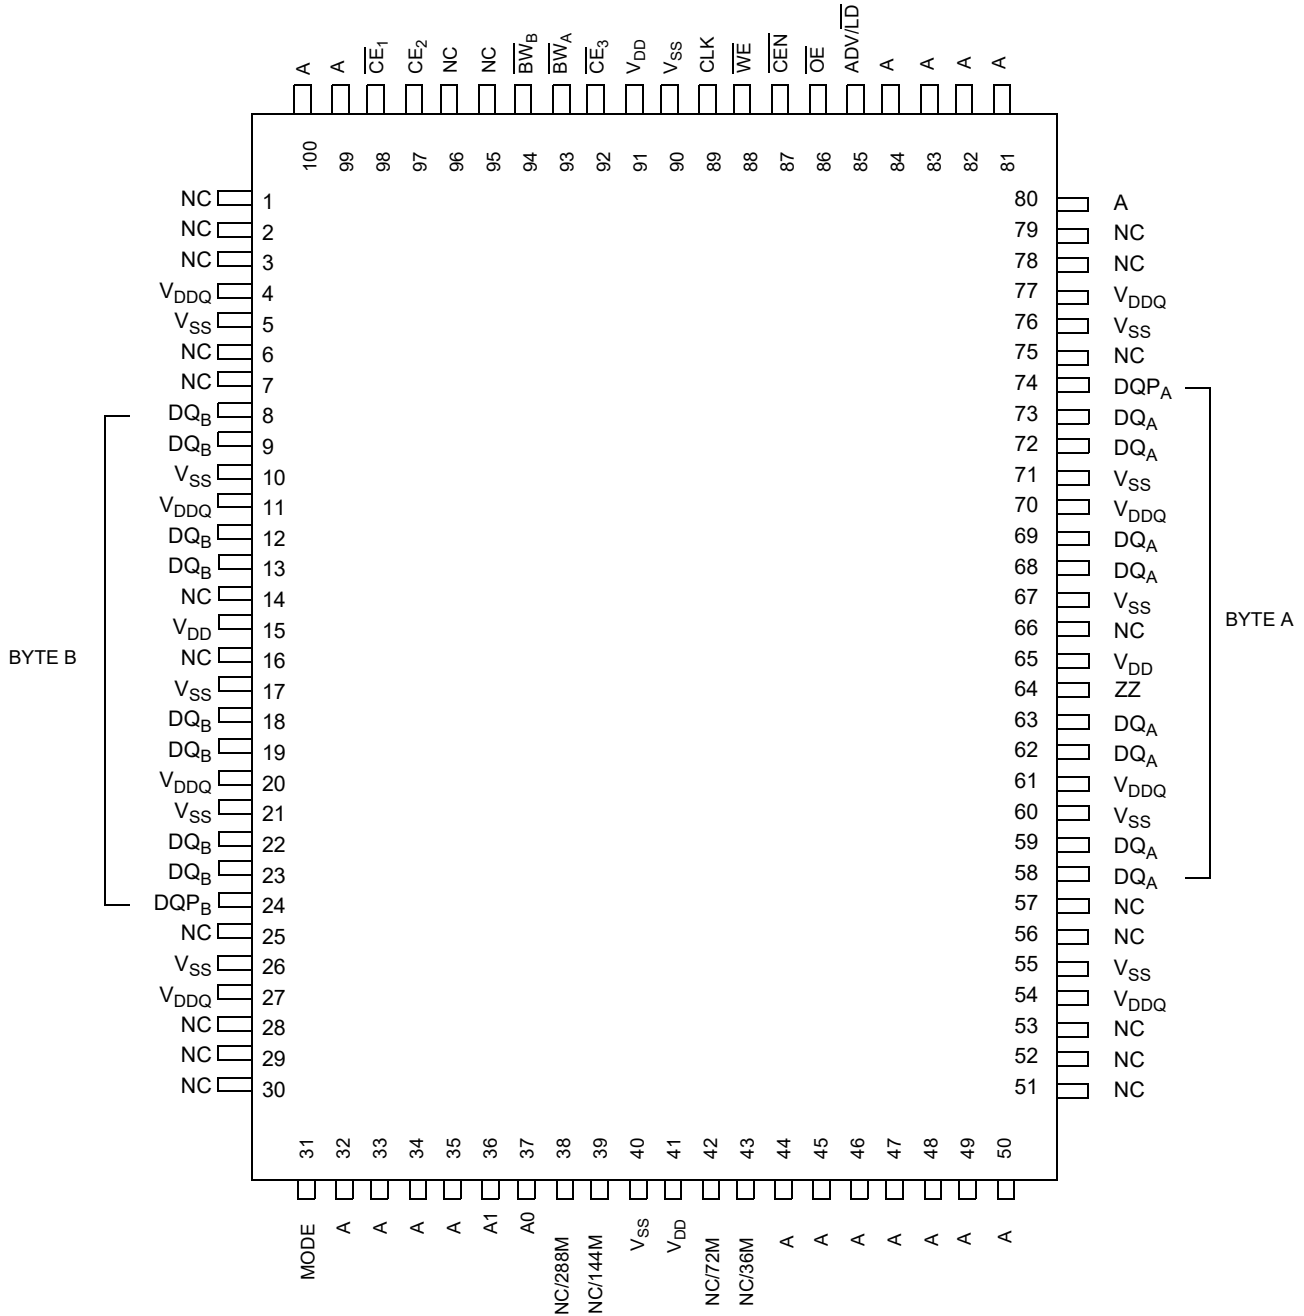 A A CE1 CE2 NC NC BWB BWA CE3 VDD VSS CLK WE CEN OE ADV/LD A A A A
100 99 98 97 96 95 94 93 92 91 90 89 88 87 86 85 84 83 82 81
NC 1
NC 2
NC 3
VDDQ 4
VSS 5
NC 6
NC 7
DQB 8
DQB 9
VSS 10
VDDQ 11
DQB 12
DQB 13
NC 14
VDD 15
NC 16
VSS 17
DQB 18
DQB 19
VDDQ 20
VSS 21
DQB 22
DQB 23
DQPB 24
NC 25
VSS 26
VDDQ 27
NC 28
NC 29
NC 30
BYTE B
80 A
79 NC
78 NC
77 VDDQ
76 VSS
75 NC
74 DQPA
73 DQA
72 DQA
71 VSS
70 VDDQ
69 DQA
68 DQA
67 VSS
66 NC
65 VDD
64 ZZ
63 DQA
62 DQA
61 VDDQ
60 VSS
59 DQA
58 DQA
57 NC
56 NC
55 VSS
54 VDDQ
53 NC
52 NC
51 NC
BYTE A
31 32 33 34 35 36 37 38 39 40 41 42 43 44 45 46 47 48 49 50
MODE A A A A A1 A0 NC/288M NC/144M VSS VDD NC/72M NC/36M A A A A A A A